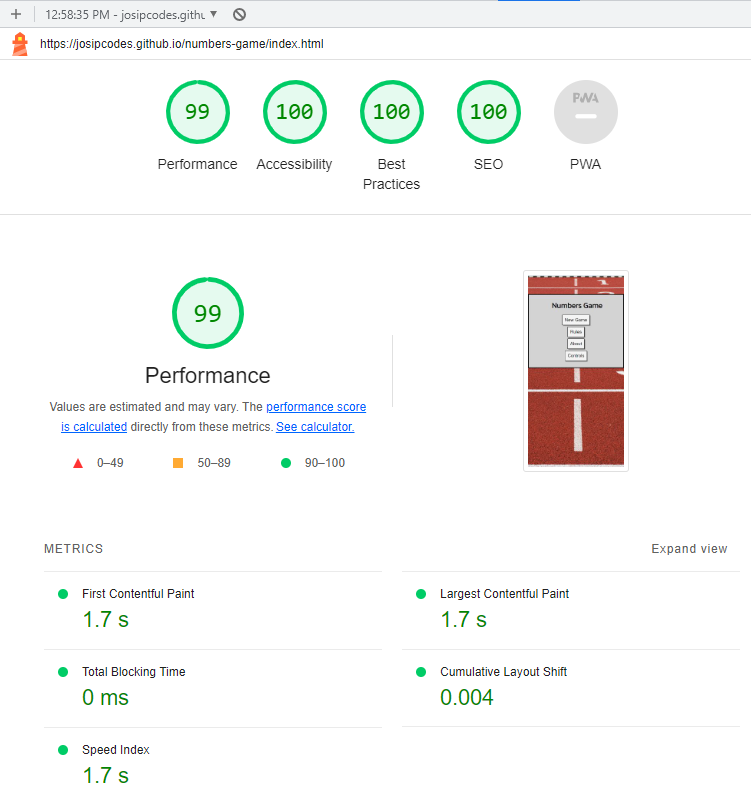 12:58:35 PM - josipcodes.githu
https://josipcodes.github.io/numbers-game/index.html
99
100
100
100
PWA
Performance
Accessibility
Best
Practices
SEO
PWA
99
Performance
Values are estimated and may vary. The performance score
is calculated directly from these metrics. See calculator.
0–49
50–89
90–100
Numbers Game
New Game
Rules
About
Controls
METRICS
Expand view
First Contentful Paint
1.7 s
Largest Contentful Paint
1.7 s
Total Blocking Time
0 ms
Cumulative Layout Shift
0.004
Speed Index
1.7 s